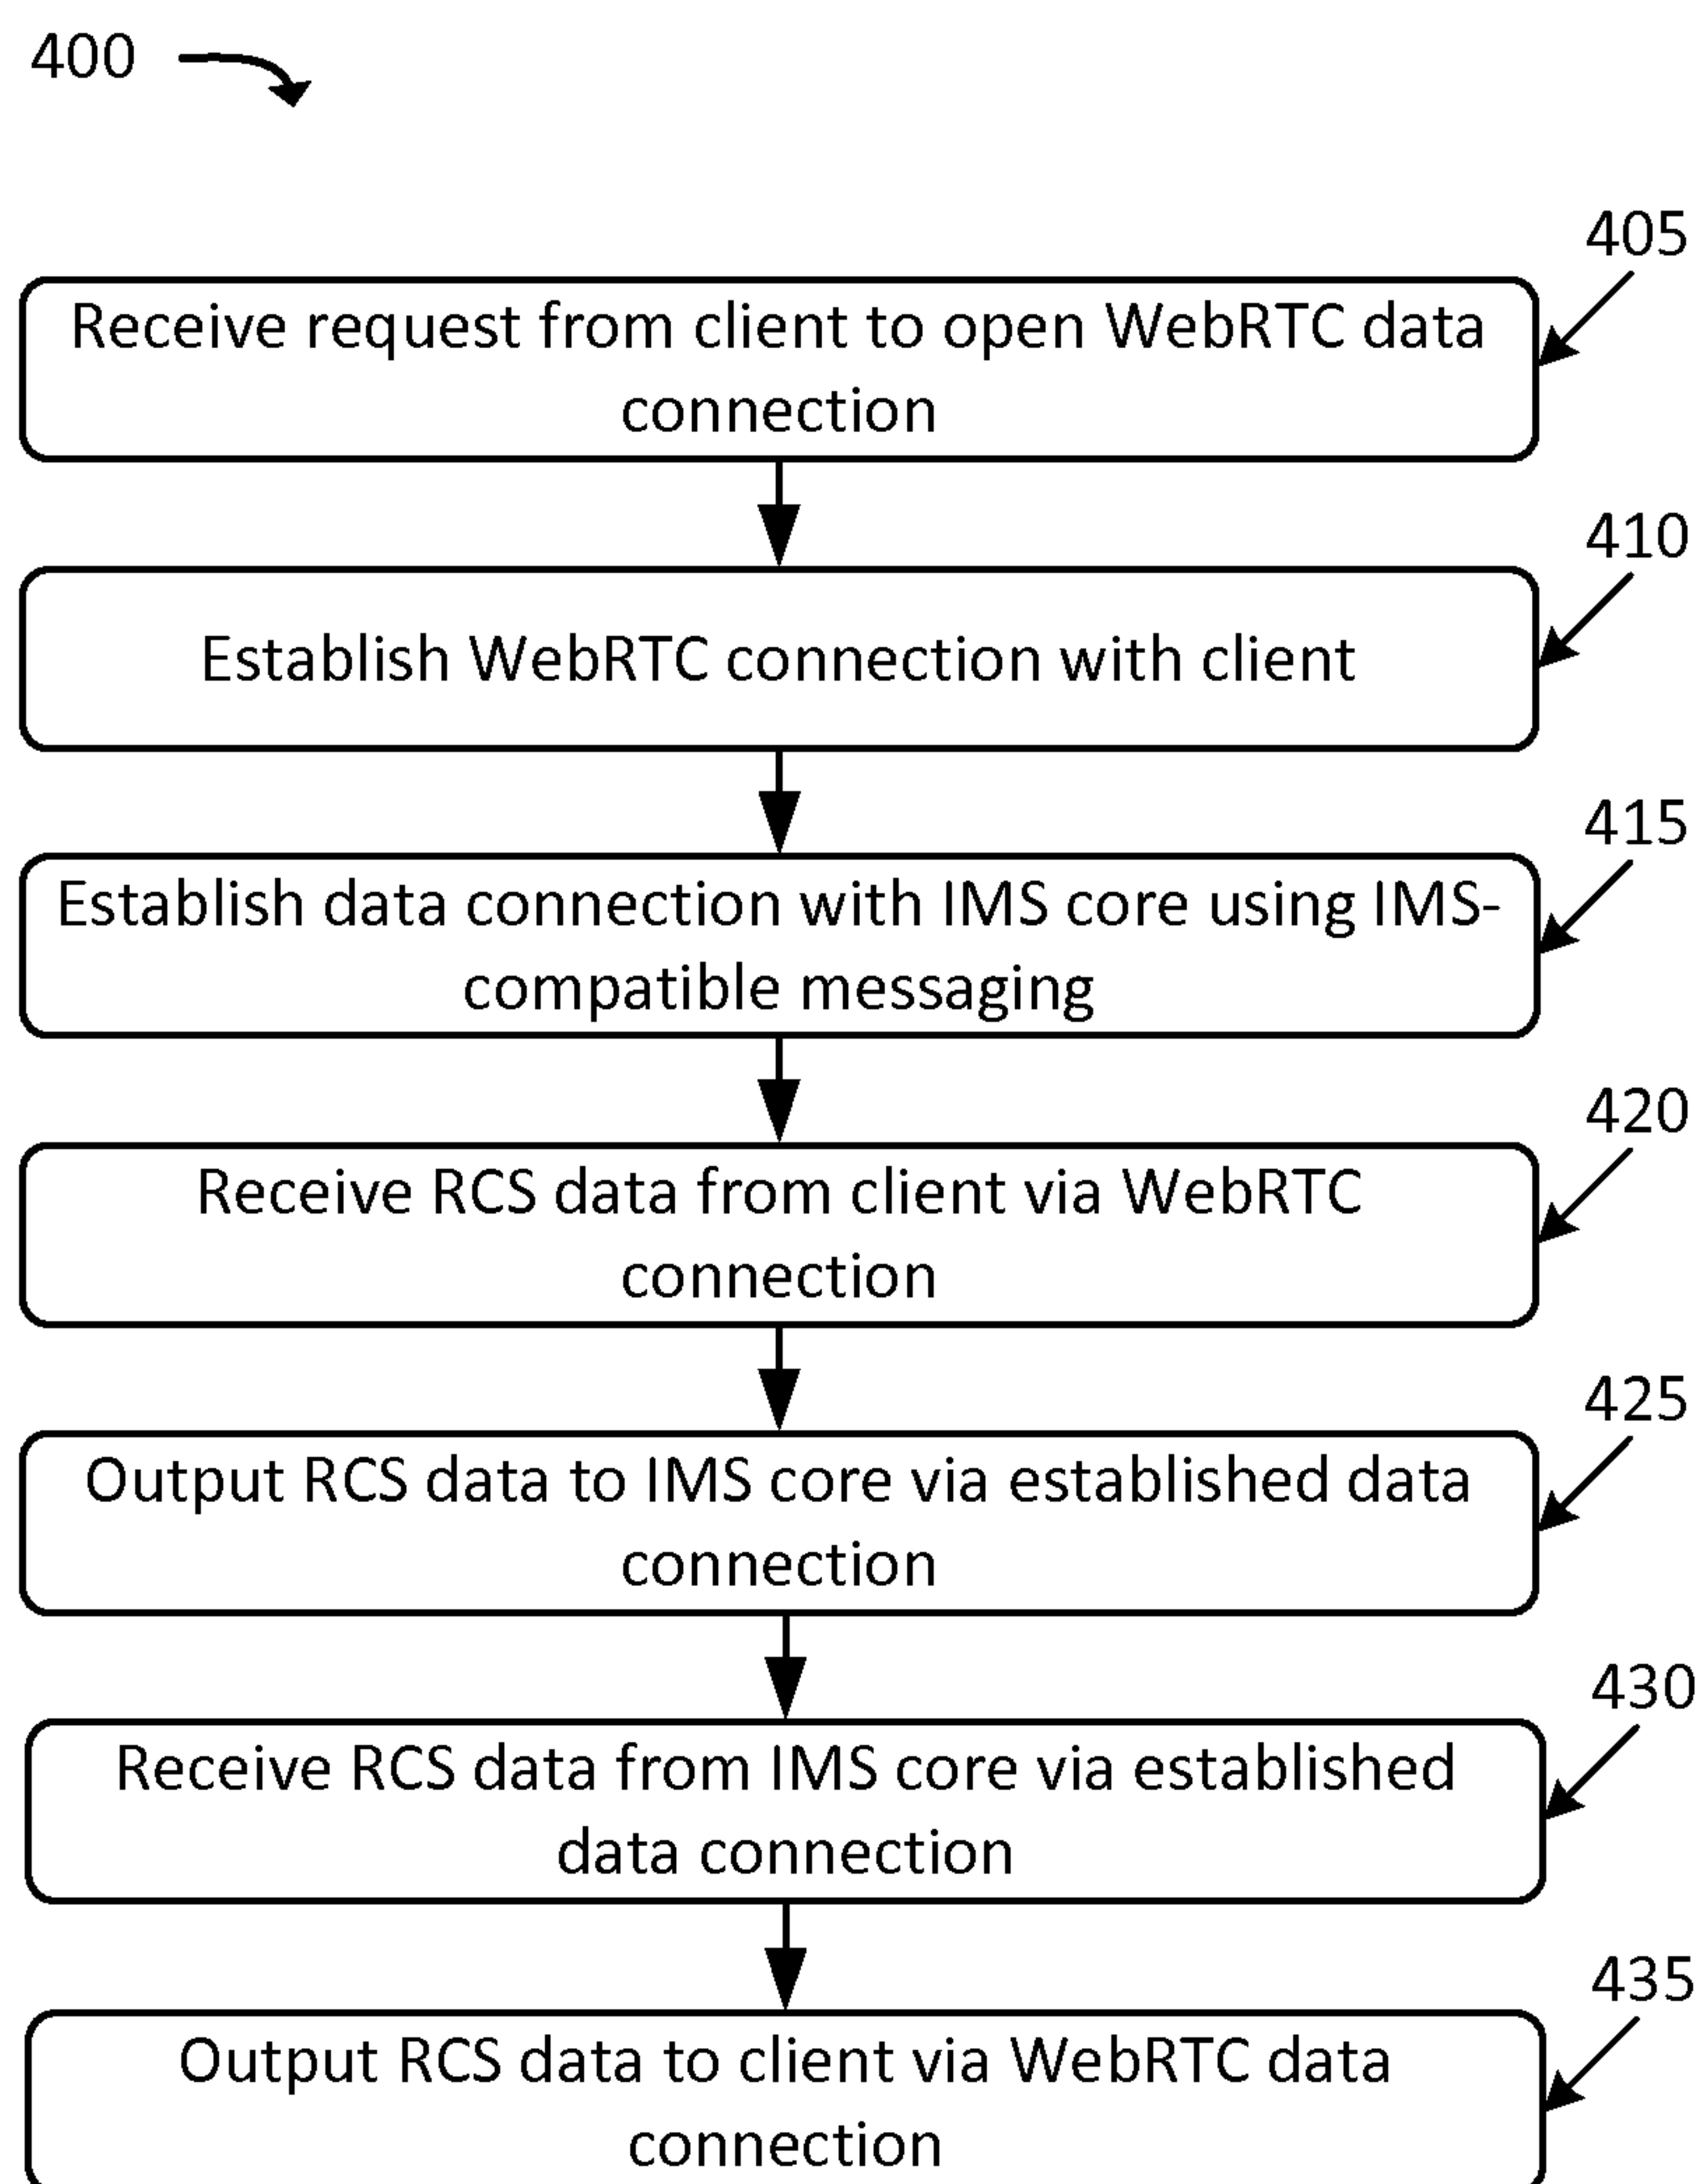 400
405
Receive request from client to open WebRTC data
connection
410
Establish WebRTC connection with client
415
Establish data connection with IMS core using IMS-
compatible messaging
420
Receive RCS data from client via WebRTC
connection
425
Output RCS data to IMS core via established data
connection
430
Receive RCS data from IMS core via established
data connection
435
Output RCS data to client via WebRTC data
connection